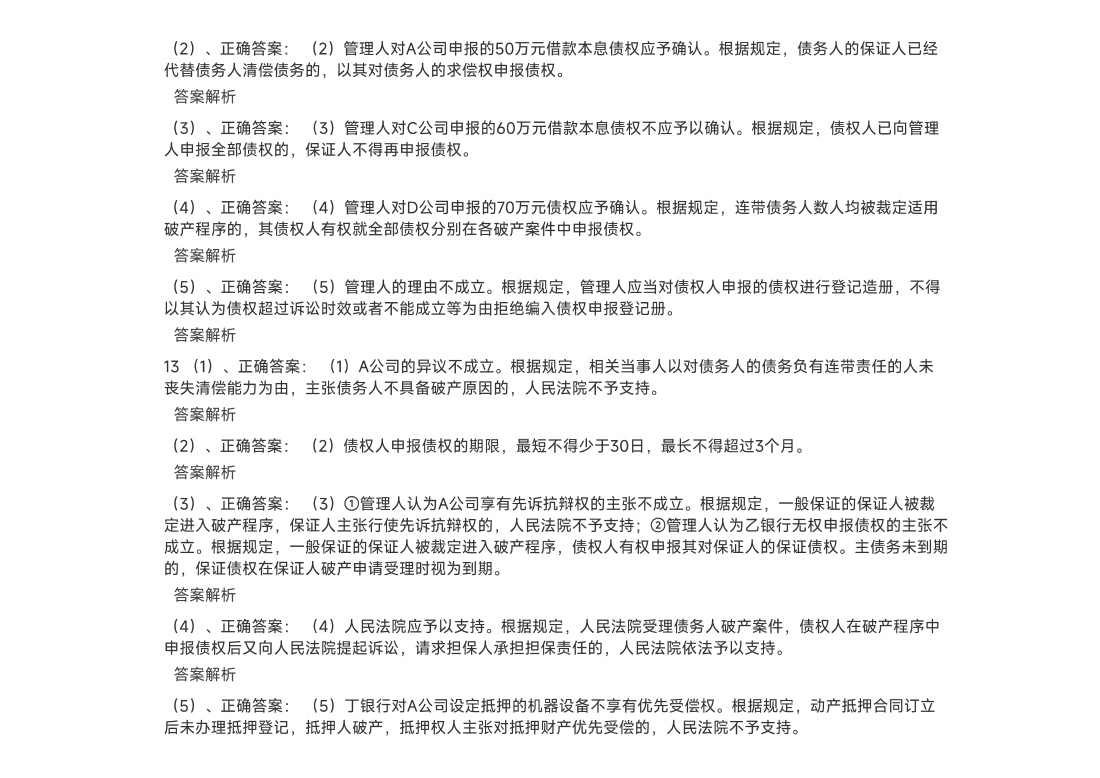 （2）、正确答案： （2）管理人对A公司申报的50万元借款本息债权应予确认。根据规定，债务人的保证人已经
代替债务人清偿债务的，以其对债务人的求偿权申报债权。
答案解析
（3）、正确答案： （3）管理人对C公司申报的60万元借款本息债权不应予以确认。根据规定，债权人已向管理
人申报全部债权的，保证人不得再申报债权。
答案解析
（4）、正确答案： （4）管理人对D公司申报的70万元债权应予确认。根据规定，连带债务人数人均被裁定适用
破产程序的，其债权人有权就全部债权分别在各破产案件中申报债权。
答案解析
（5）、正确答案： （5）管理人的理由不成立。根据规定，管理人应当对债权人申报的债权进行登记造册，不得
以其认为债权超过诉讼时效或者不能成立等为由拒绝编入债权申报登记册。
答案解析
13 （1）、正确答案： （1）A公司的异议不成立。根据规定，相关当事人以对债务人的债务负有连带责任的人未
丧失清偿能力为由，主张债务人不具备破产原因的，人民法院不予支持。
答案解析
（2）、正确答案： （2）债权人申报债权的期限，最短不得少于30日，最长不得超过3个月。
答案解析
（3）、正确答案： （3）①管理人认为A公司享有先诉抗辩权的主张不成立。根据规定，一般保证的保证人被裁
定进入破产程序，保证人主张行使先诉抗辩权的，人民法院不予支持；②管理人认为乙银行无权申报债权的主张不
成立。根据规定，一般保证的保证人被裁定进入破产程序，债权人有权申报其对保证人的保证债权。主债务未到期
的，保证债权在保证人破产申请受理时视为到期。
答案解析
（4）、正确答案： （4）人民法院应予以支持。根据规定，人民法院受理债务人破产案件，债权人在破产程序中
申报债权后又向人民法院提起诉讼，请求担保人承担担保责任的，人民法院依法予以支持。
答案解析
（5）、正确答案： （5）丁银行对A公司设定抵押的机器设备不享有优先受偿权。根据规定，动产抵押合同订立
后未办理抵押登记，抵押人破产，抵押权人主张对抵押财产优先受偿的，人民法院不予支持。